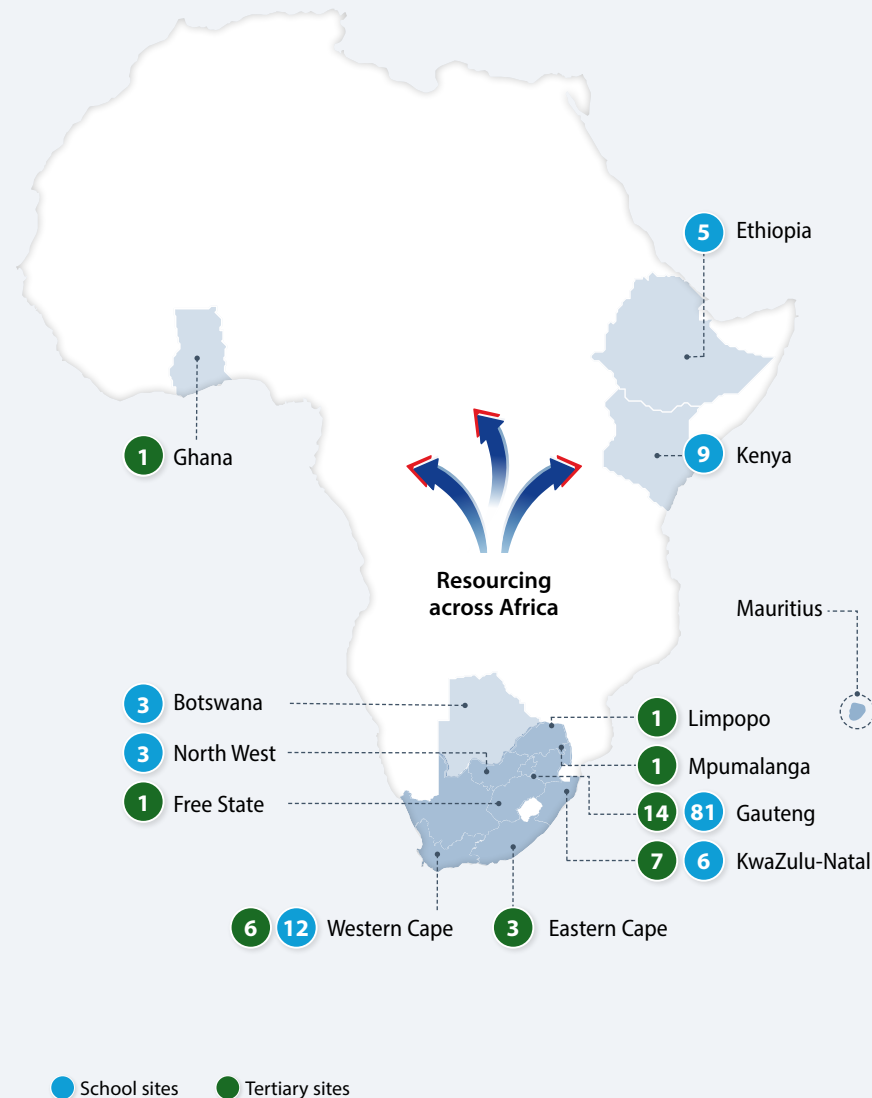 5 Ethiopia
1 Ghana
9 Kenya
Resourcing
across Africa
Mauritius
3 Botswana
1 Limpopo
3 North West
1 Mpumalanga
1 Free State
14 81 Gauteng
7 6 KwaZulu-Natal
6 12 Western Cape
3 Eastern Cape
School sites
Tertiary sites